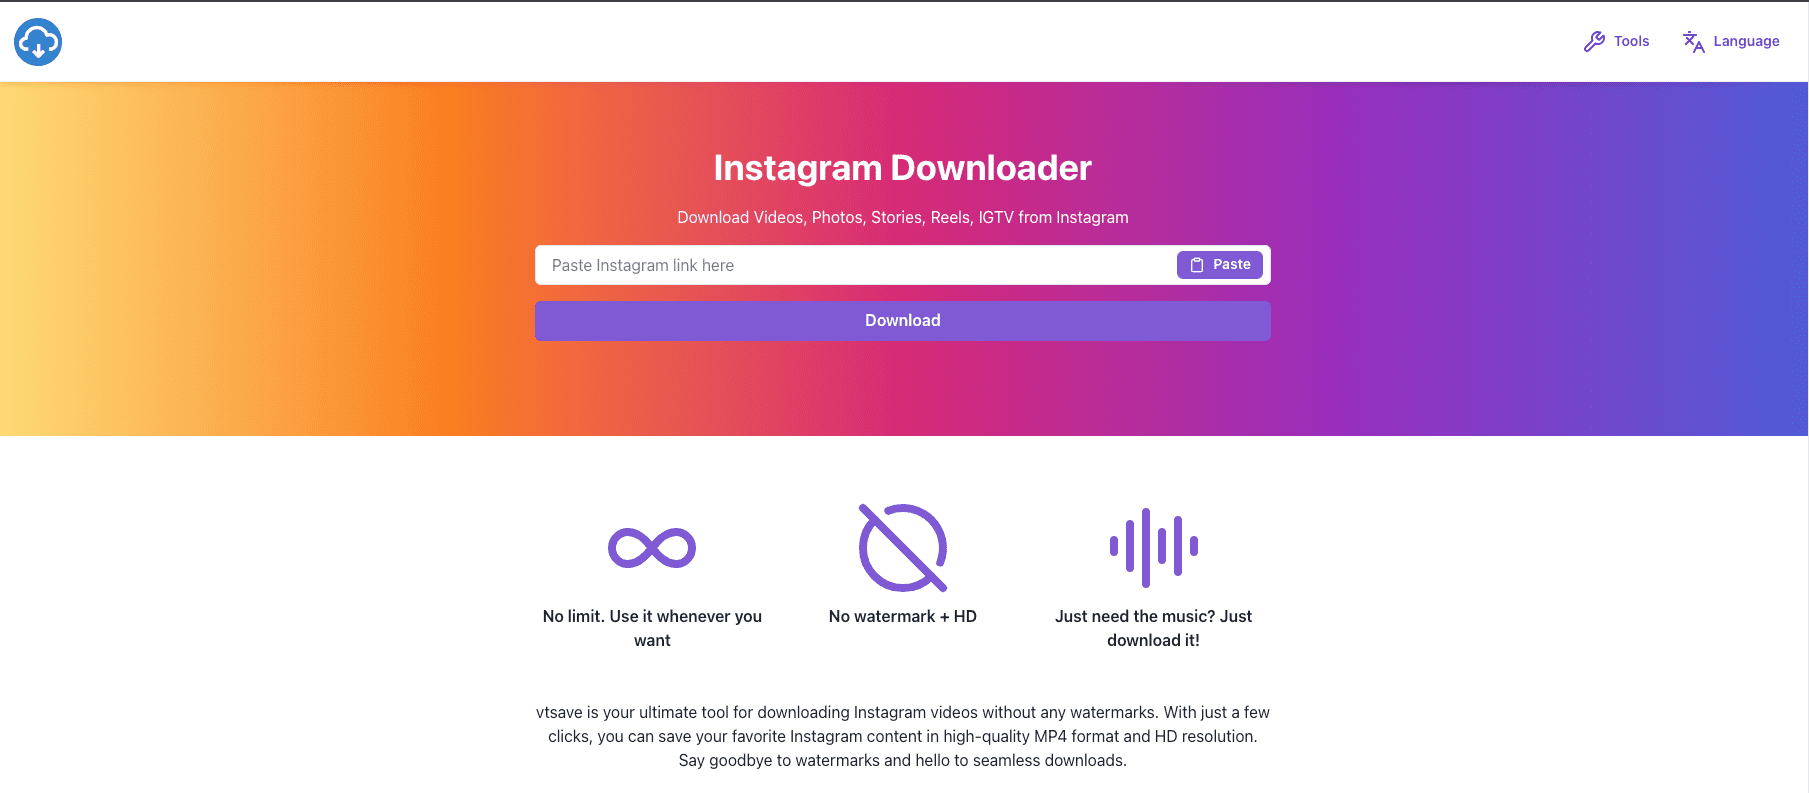 Tools
Language
Instagram Downloader
Download Videos, Photos, Stories, Reels, IGTV from Instagram
Paste Instagram link here
Paste
Download
No limit. Use it whenever you
want
No watermark + HD
Just need the music? Just
download it!
vtsave is your ultimate tool for downloading Instagram videos without any watermarks. With just a few
clicks, you can save your favorite Instagram content in high-quality MP4 format and HD resolution.
Say goodbye to watermarks and hello to seamless downloads.